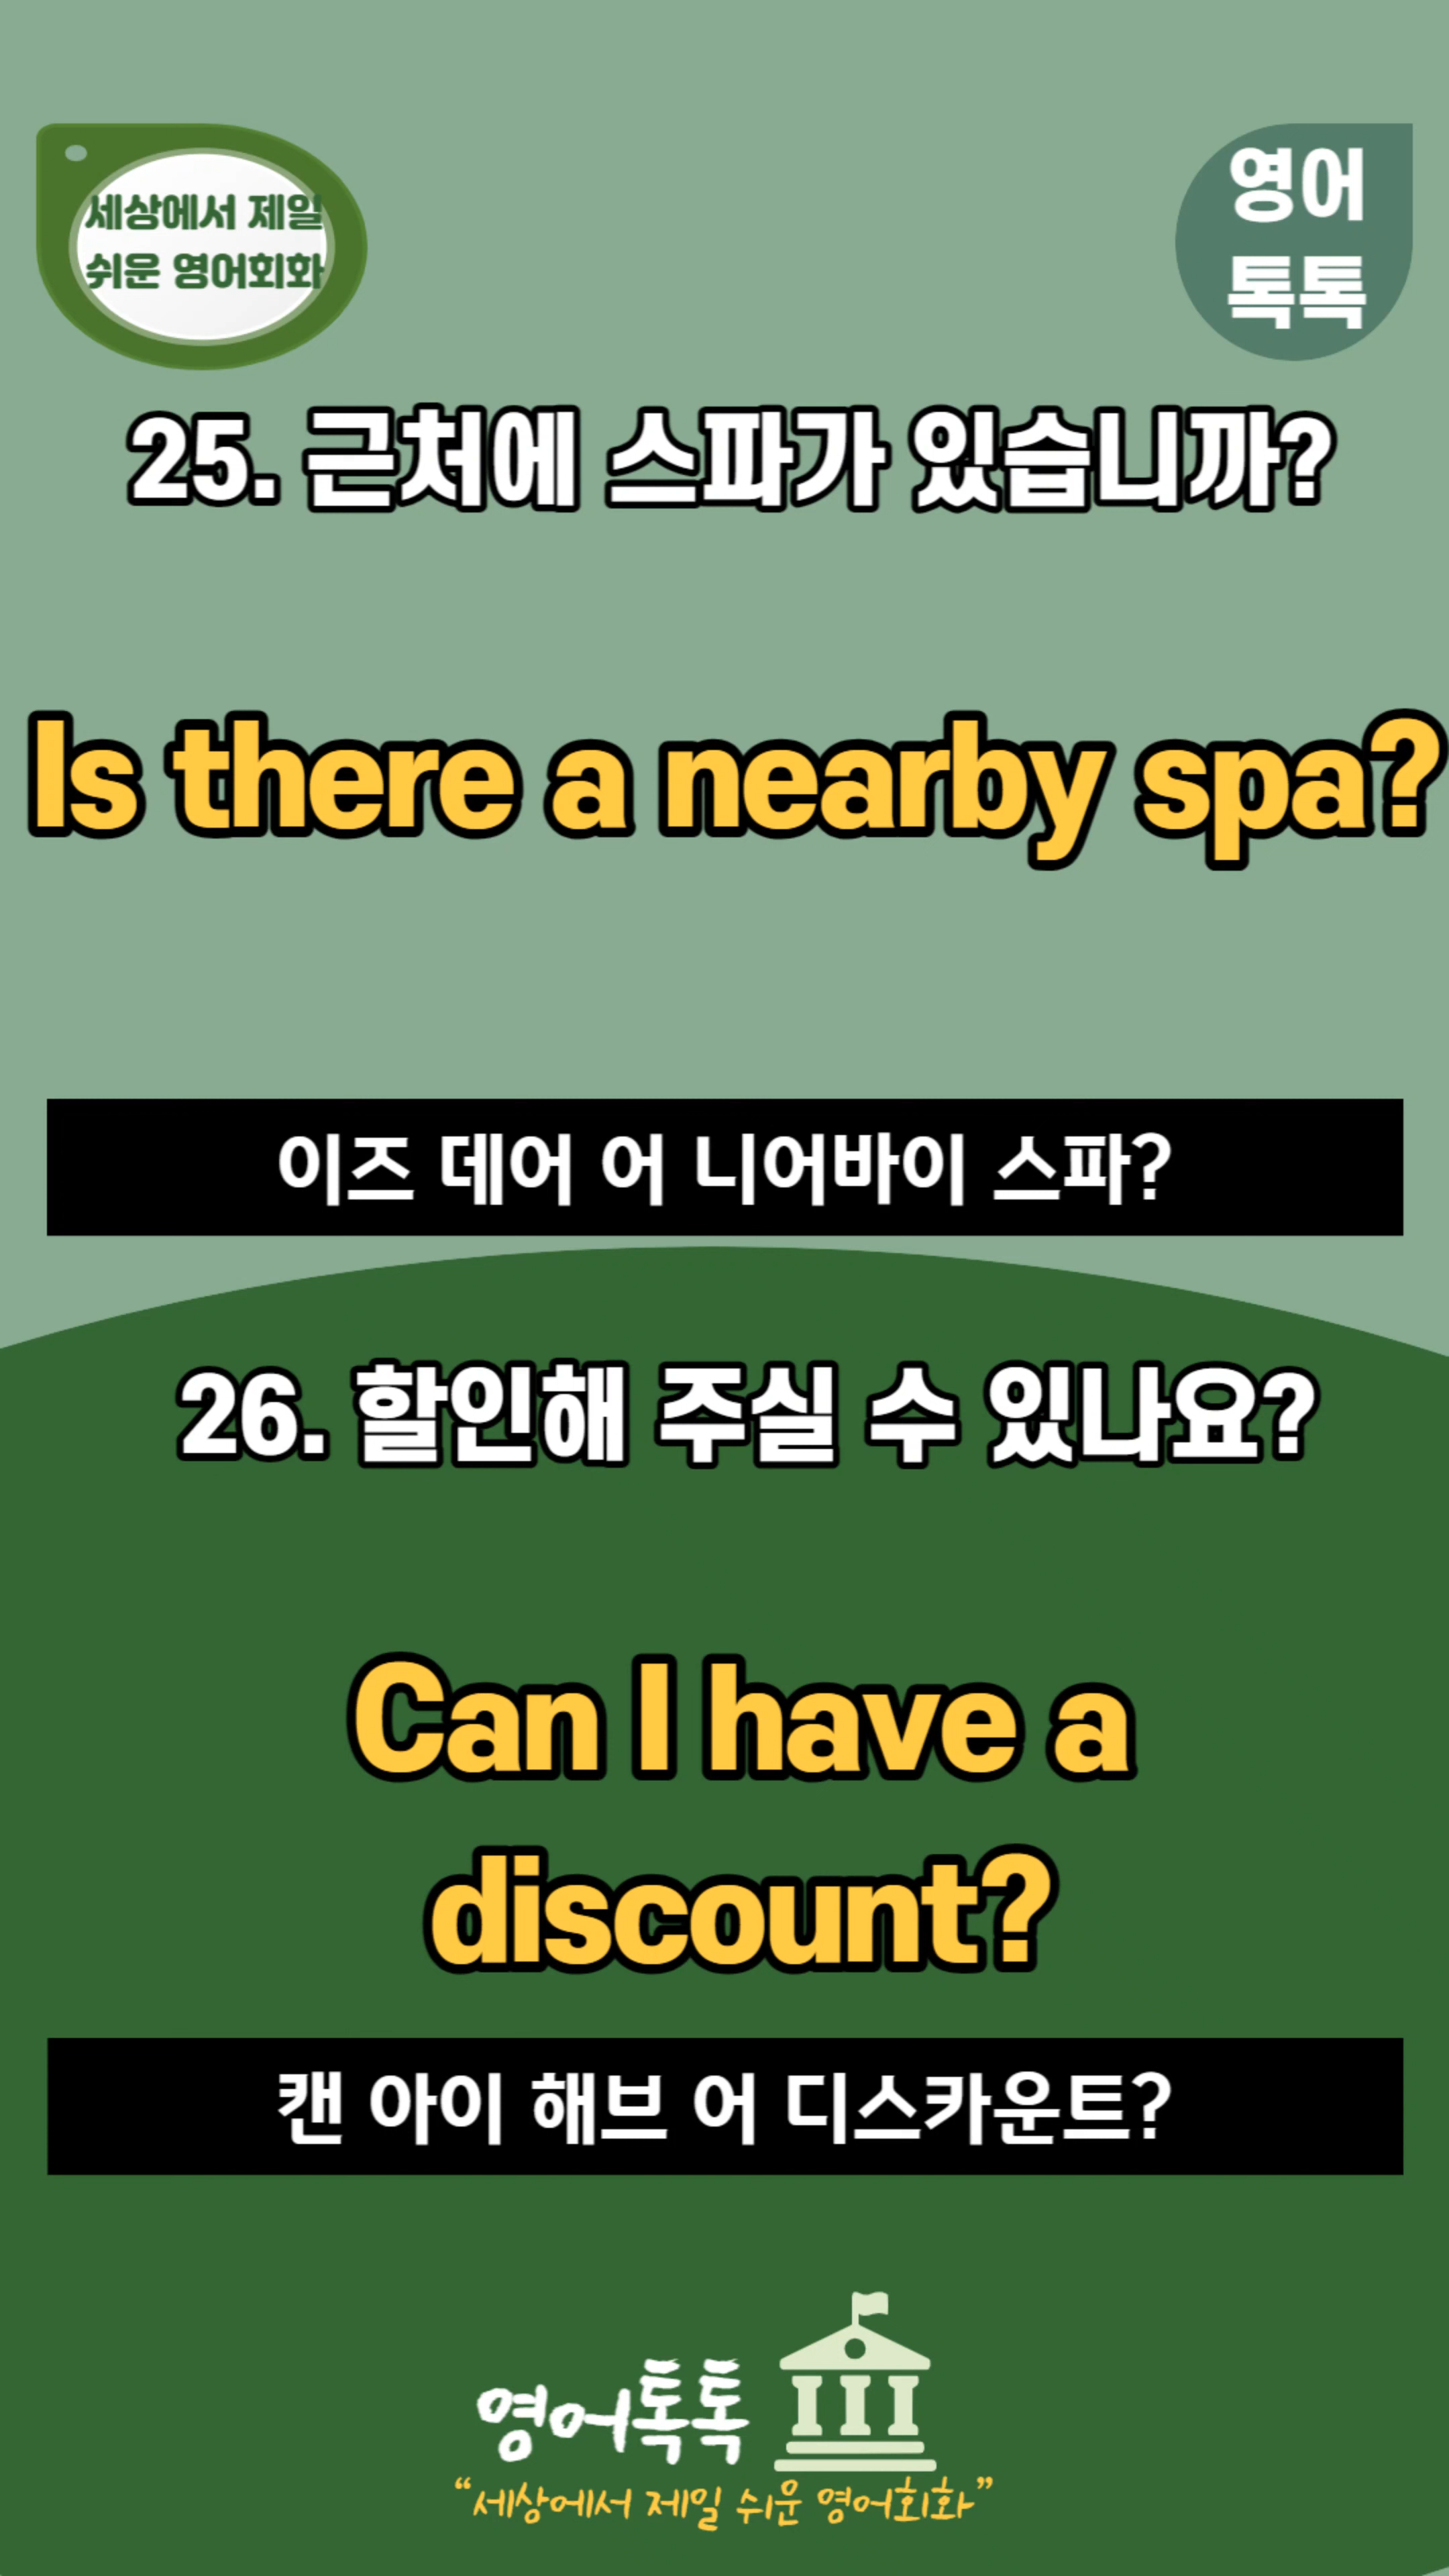 세상에서 제일
쉬운 영어회화
영어
톡톡
25. 근처에 스파가 있습니까?
Is there a nearby spa?
이즈 데어 어 니어바이 스파?
26. 할인해 주실 수 있나요?
Can I have a
discount?
캔 아이 해브 어 디스카운트?
영어톡톡
“세상에서 제일 쉬운 영어회화”